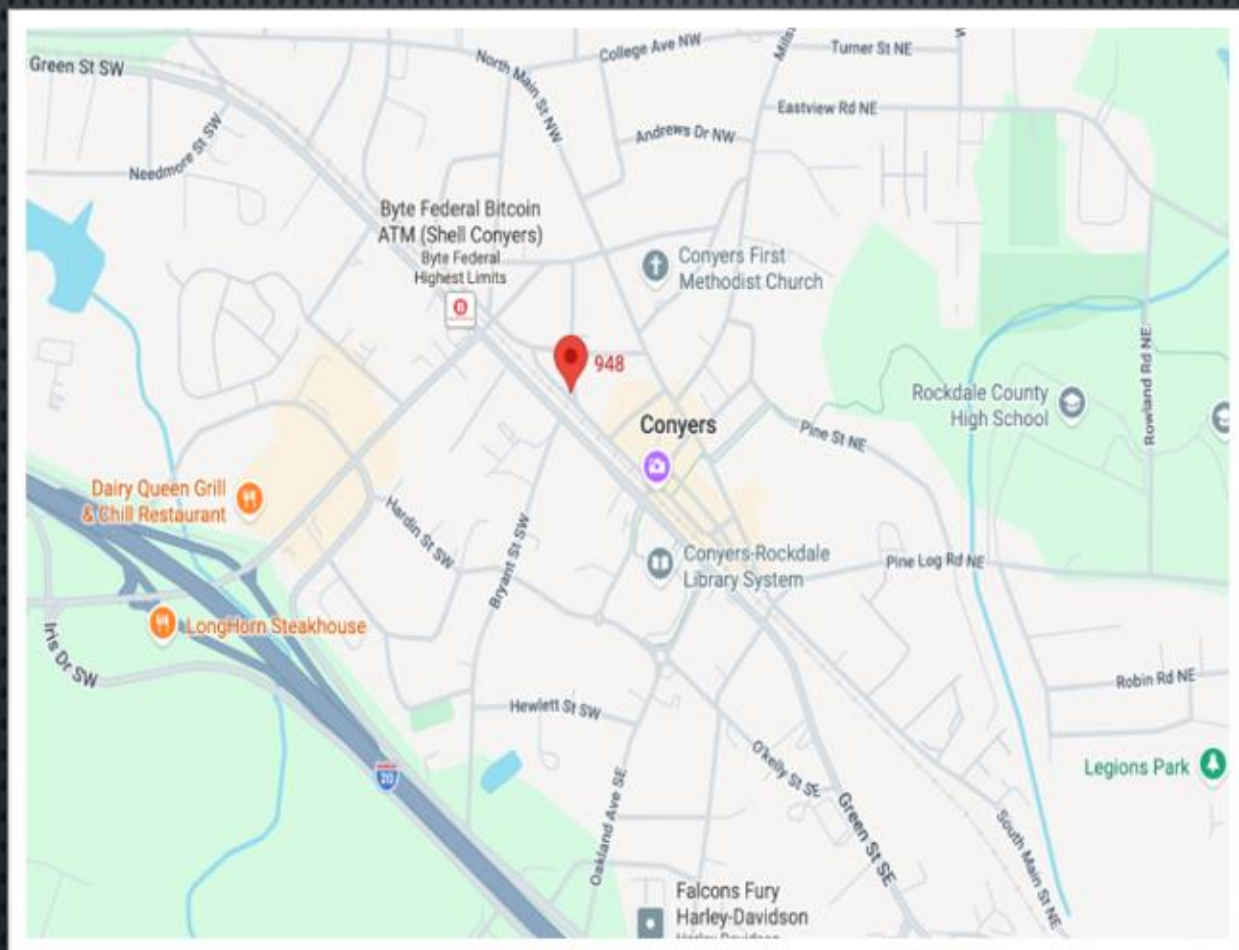 College Ave NW
Turner St NE
Green St SW
North Main St NW
Eastview Rd NE
Andrews Dr NW
Needmore St SW
Byte Federal Bitcoin
ATM (Shell Conyers)
Byte Federal
Highest Limits
Conyers First
Methodist Church
948
Rockdale County
High School
Rowland Rd NE
Conyers
Pine St NE
Dairy Queen Grill
& Chill Restaurant
Hardin St SW
Bryant St SW
Conyers-Rockdale
Library System
Pine Log Rd NE
LongHorn Steakhouse
Iris Dr SW
Robin Rd NE
Hewlett St SW
20
O'kelly St SE
Legions Park
Oakland Ave SE
Green St SE
South Main St NE
Falcons Fury
Harley-Davidson